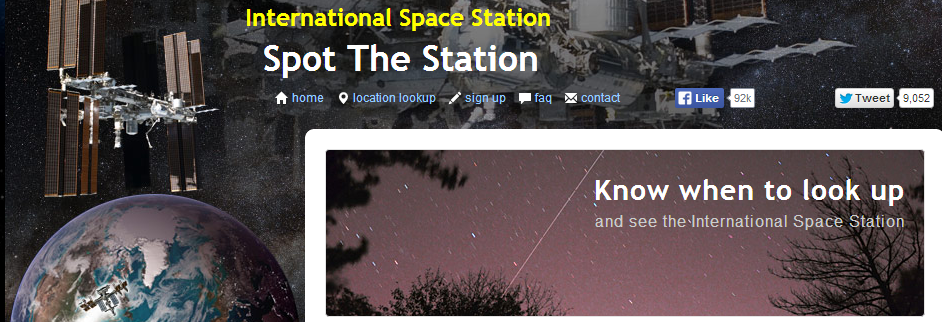 International Space Station
Spot The Station
home location lookup sign up faq contact
Like 92k Tweet 9,052
Know when to look up
and see the International Space Station